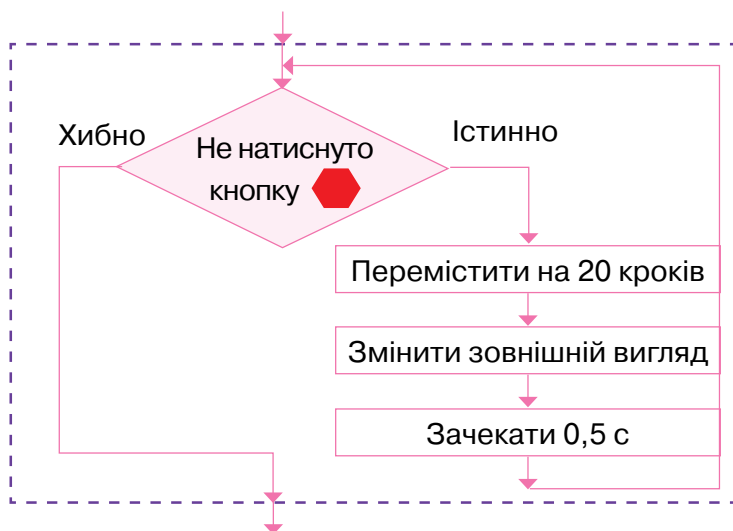 Хибно
Істинно
Не натиснуто
кнопку
Перемістити на 20 кроків
Змінити зовнішній вигляд
Зачекати 0,5 с